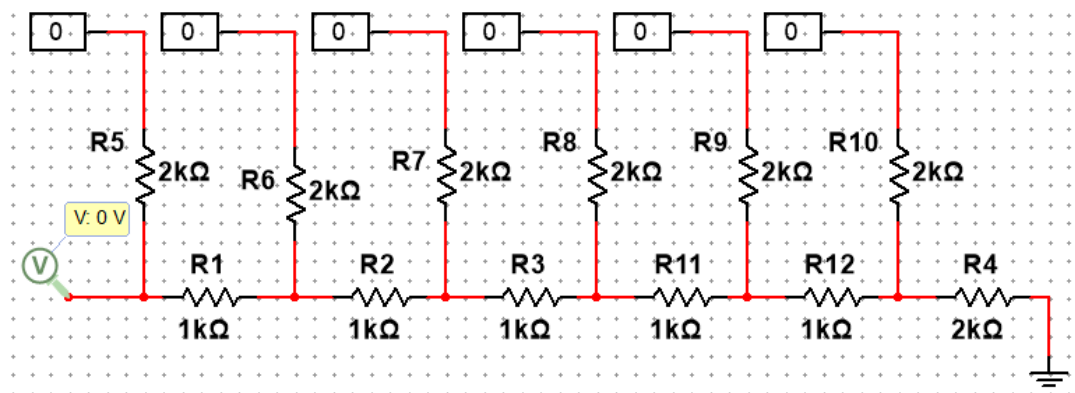 0 0 0 0 0 0
R5 R8 R9 R10
R7
2kΩ 2kΩ 2kΩ 2kΩ 2kΩ
R6 2kΩ
V: 0 V
V
R1 R2 R3 R11 R12 R4
1kΩ 1kΩ 1kΩ 1kΩ 1kΩ 2kΩ